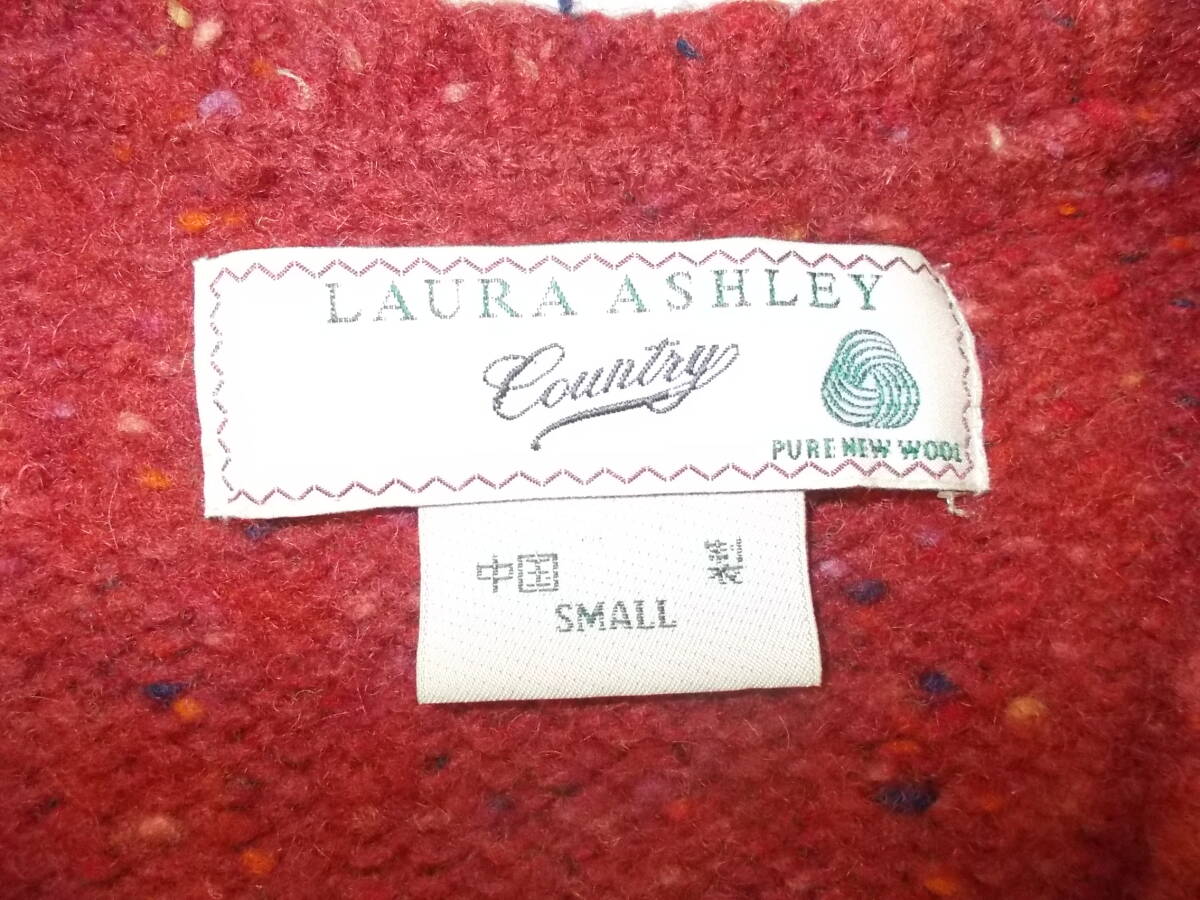 LAURA ASHLEY
Country
PURE NEW WOOL
中国 製
SMALL